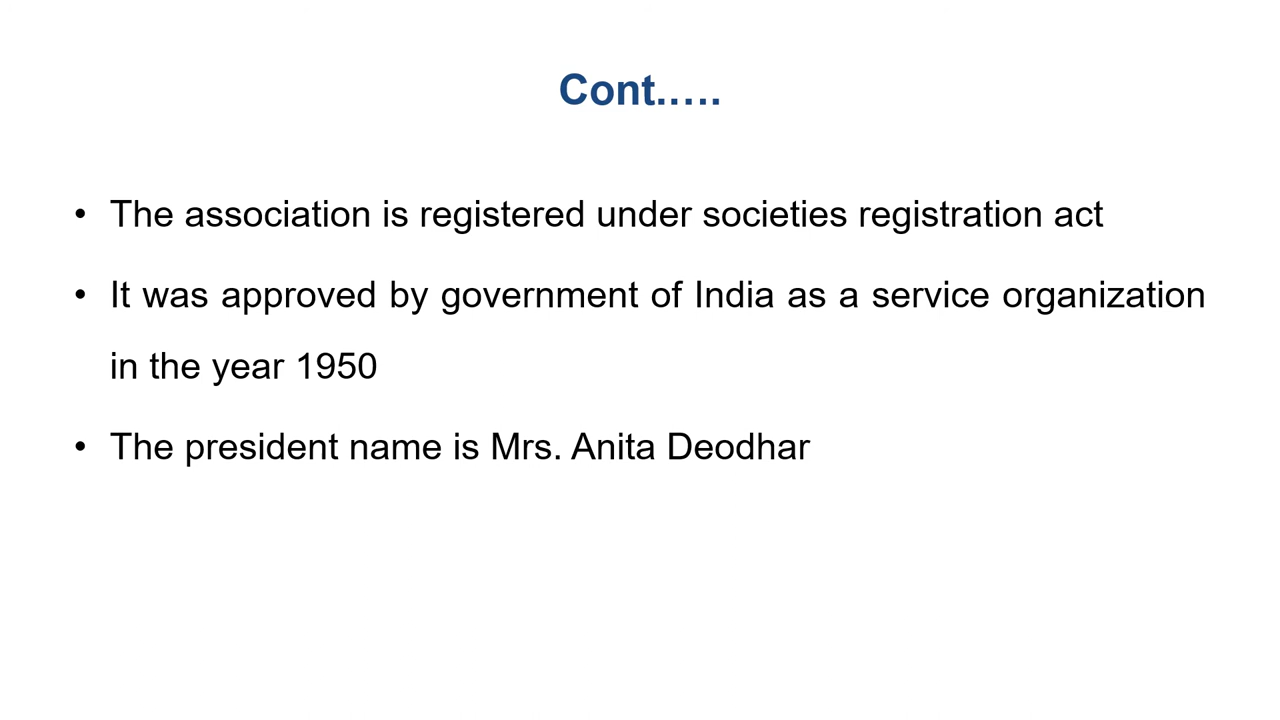 Cont.….
• The association is registered under societies registration act
• It was approved by government of India as a service organization
in the year 1950
• The president name is Mrs. Anita Deodhar